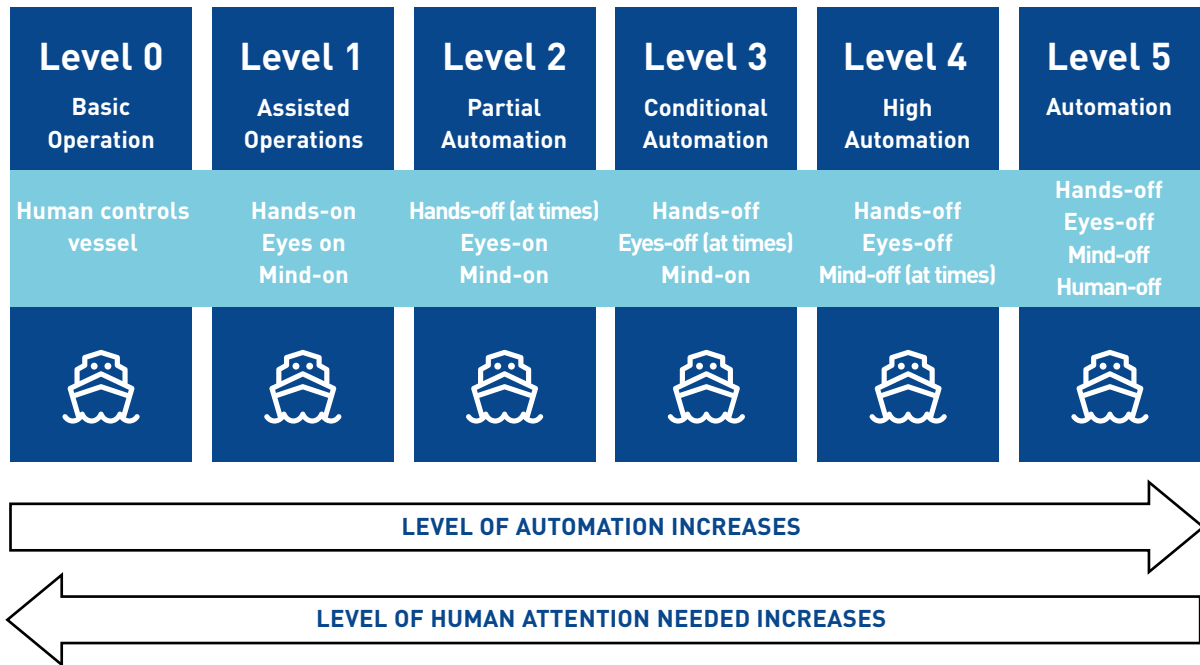 Level 0
Basic
Operation
Human controls
vessel
Level 1
Assisted
Operations
Hands-on
Eyes on
Mind-on
Level 2
Partial
Automation
Hands-off (at times)
Eyes-on
Mind-on
Level 3
Conditional
Automation
Hands-off
Eyes-off (at times)
Mind-on
Level 4
High
Automation
Hands-off
Eyes-off
Mind-off (at times)
Level 5
Automation
Hands-off
Eyes-off
Mind-off
Human-off
LEVEL OF AUTOMATION INCREASES
LEVEL OF HUMAN ATTENTION NEEDED INCREASES